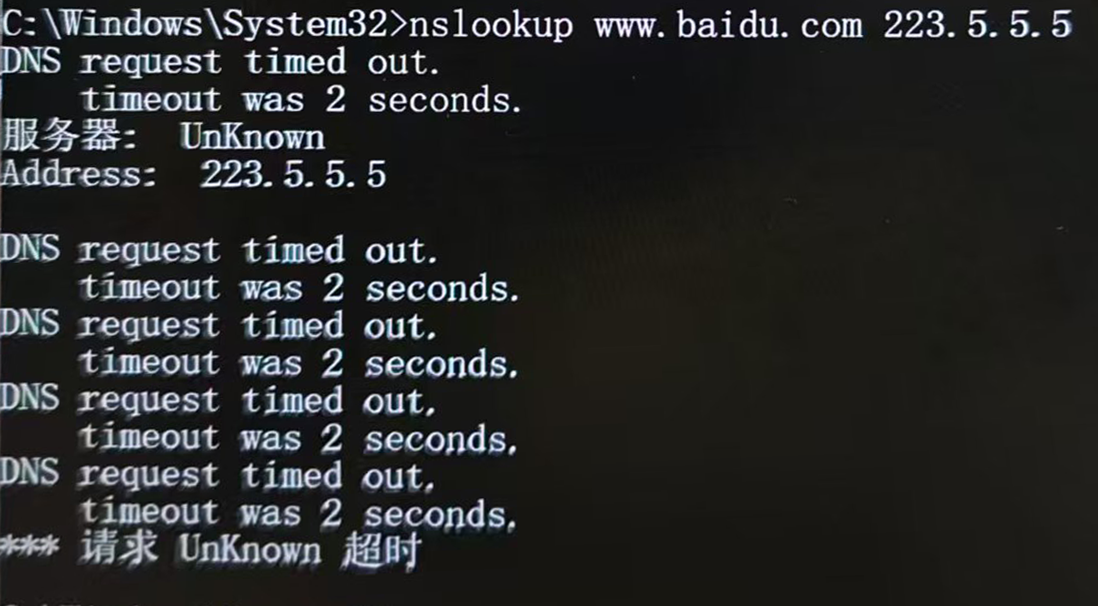 C:\Windows\System32>nslookup www.baidu.com 223.5.5.5
DNS request timed out.
    timeout was 2 seconds.
服务器:  UnKnown
Address:  223.5.5.5

DNS request timed out.
    timeout was 2 seconds.
DNS request timed out.
    timeout was 2 seconds.
DNS request timed out.
    timeout was 2 seconds.
DNS request timed out.
    timeout was 2 seconds.
*** 请求 UnKnown 超时